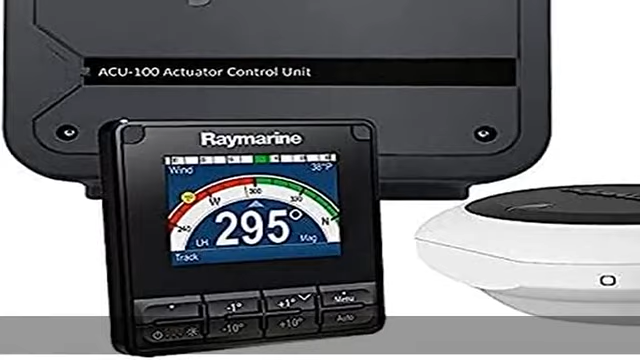 ACU-100 Actuator Control Unit
Raymarine
Wind 38°P
300
W 330
240 N
295°
LH Mag
Track
-1° +1° Menu
-10° +10° Auto